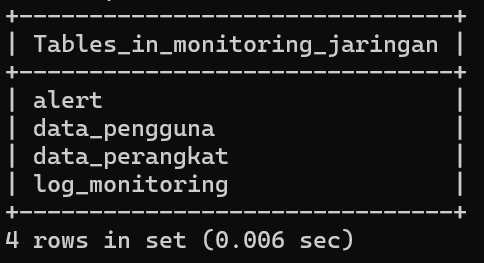 +-------------------------------+
| Tables_in_monitoring_jaringan |
+-------------------------------+
| alert                         |
| data_pengguna                 |
| data_perangkat                |
| log_monitoring                |
+-------------------------------+
4 rows in set (0.006 sec)